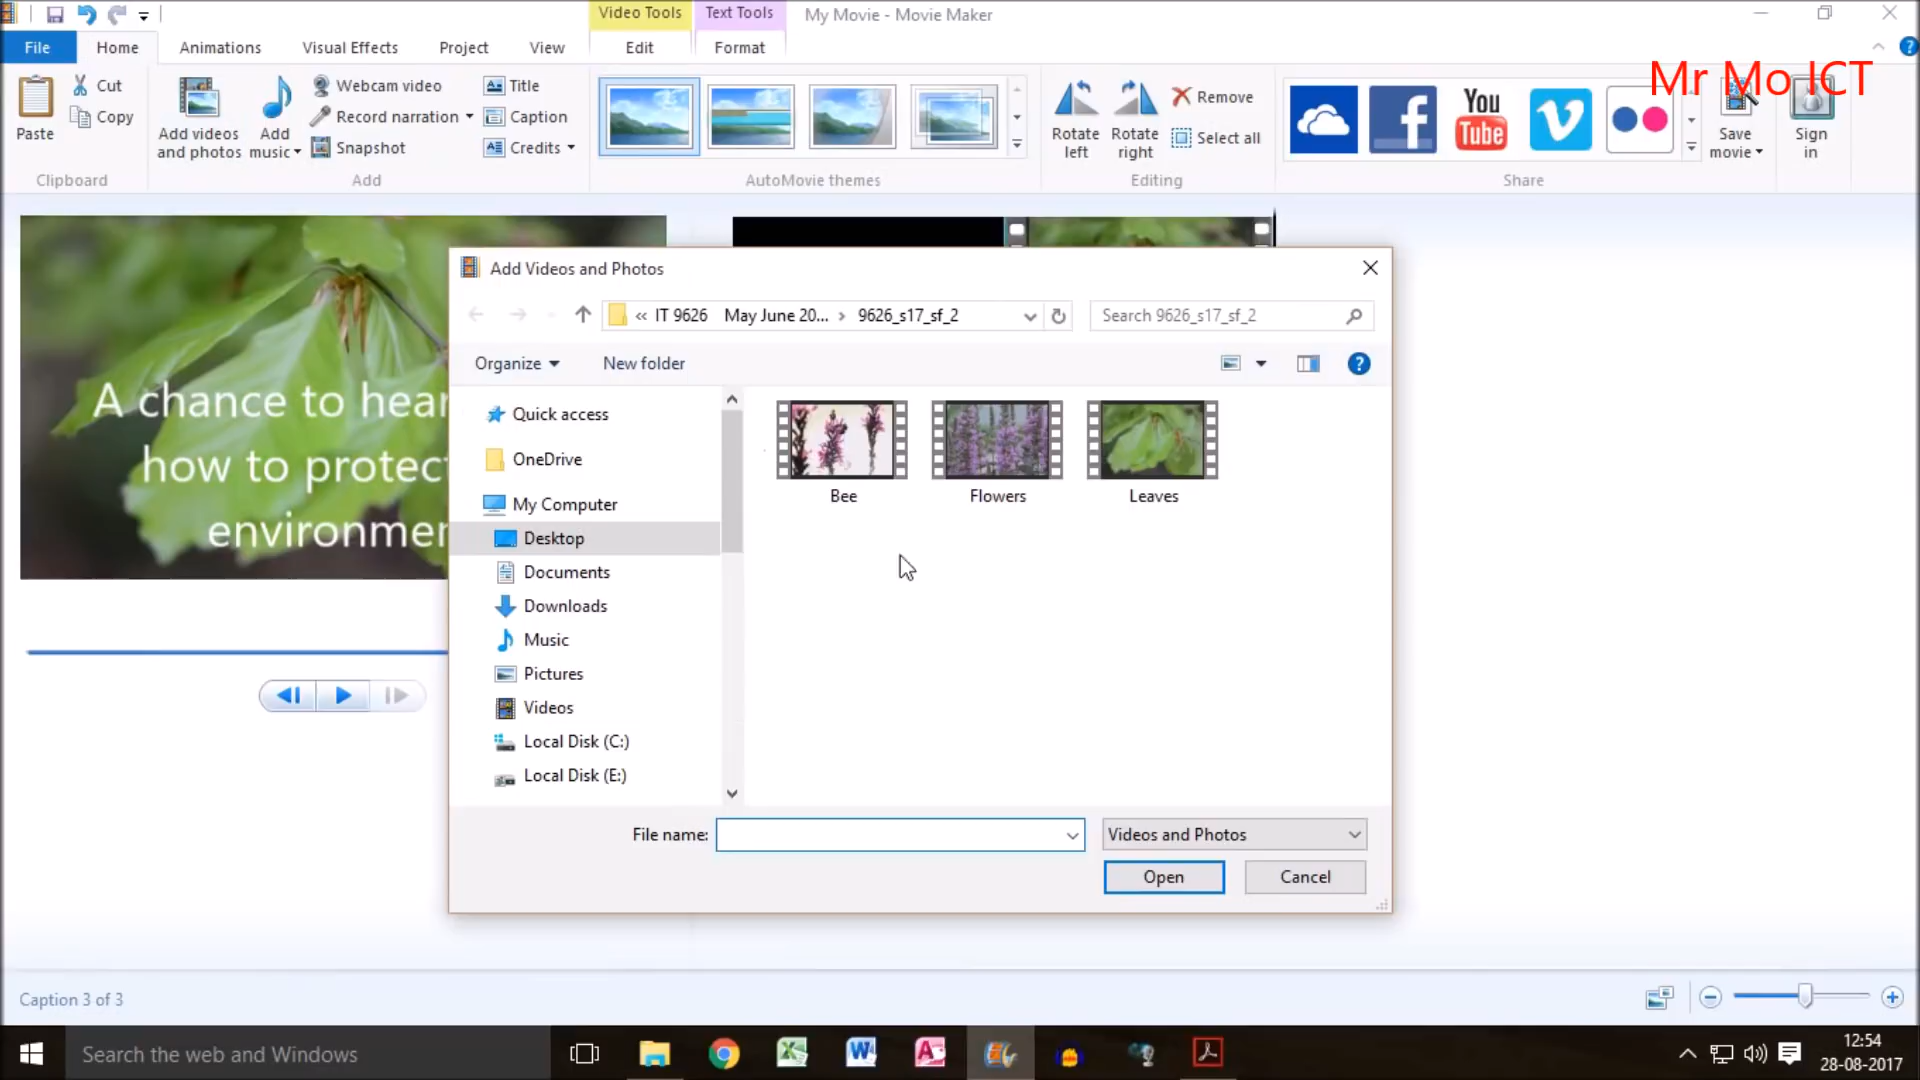 Video Tools
Text Tools
My Movie - Movie Maker
File
Home
Animations
Visual Effects
Project
View
Edit
Format
Mr Mo ICT
Paste
Cut
Copy
Clipboard
Add videos
and photos
Add
music
Webcam video
Record narration
Snapshot
Title
Caption
Credits
Add
AutoMovie themes
Rotate
left
Rotate
right
Remove
Select all
Editing
You
Tube
Share
Save
movie
Sign
in
A chance to hear
how to protect
environmen
Add Videos and Photos
« IT 9626
May June 20...
9626_s17_sf_2
Search 9626_s17_sf_2
Organize
New folder
Quick access
OneDrive
My Computer
Desktop
Documents
Downloads
Music
Pictures
Videos
Local Disk (C:)
Local Disk (E:)
Bee
Flowers
Leaves
File name:
Videos and Photos
Open
Cancel
Caption 3 of 3
Search the web and Windows
12:54
28-08-2017